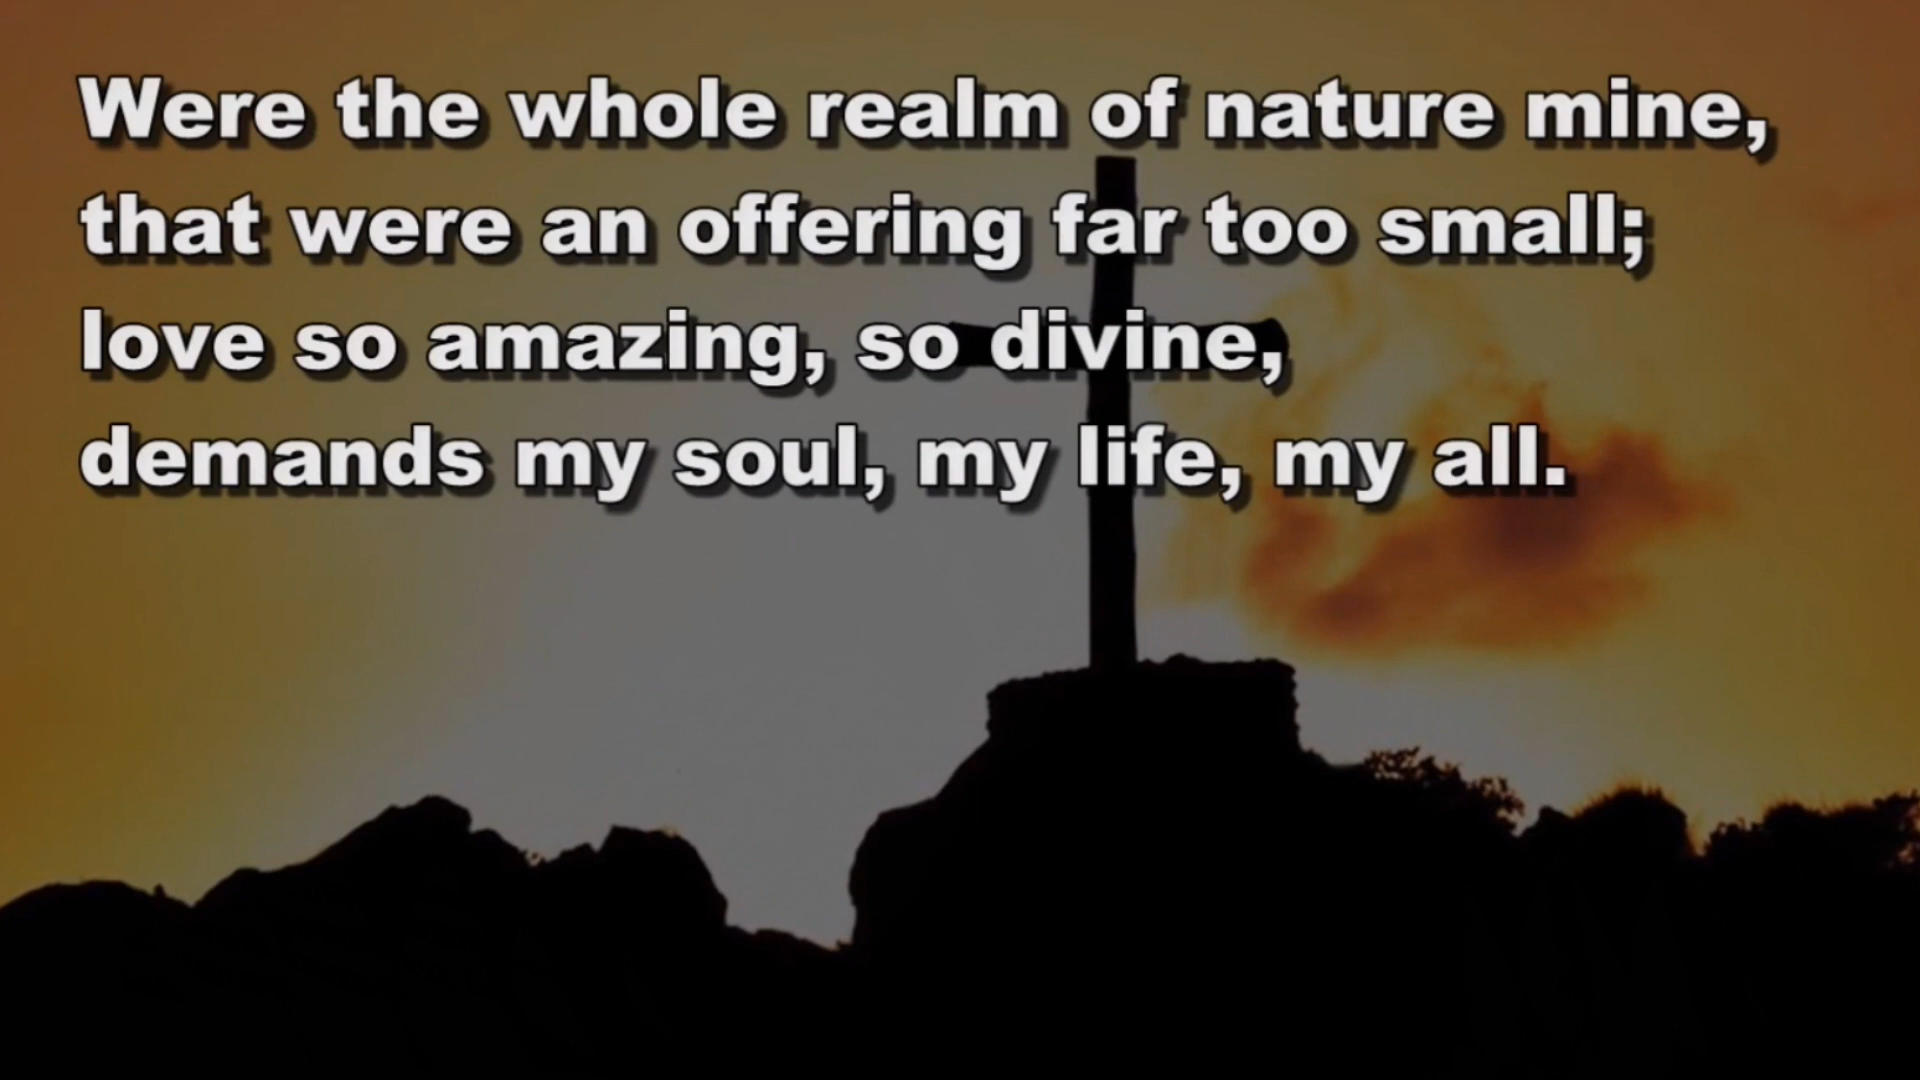 Were the whole realm of nature mine,
that were an offering far too small;
love so amazing, so divine,
demands my soul, my life, my all.